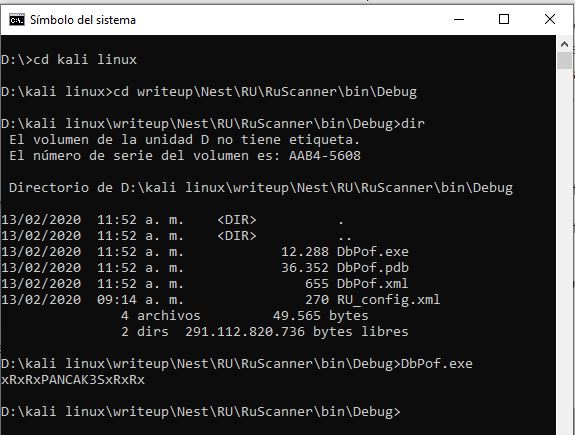 Símbolo del sistema
D:\>cd kali linux
D:\kali linux>cd writeup\Nest\RU\RuScanner\bin\Debug
D:\kali linux\writeup\Nest\RU\RuScanner\bin\Debug>dir
El volumen de la unidad D no tiene etiqueta.
El número de serie del volumen es: AAB4-5608
Directorio de D:\kali linux\writeup\Nest\RU\RuScanner\bin\Debug
13/02/2020  11:52 a. m.    <DIR>          .
13/02/2020  11:52 a. m.    <DIR>          ..
13/02/2020  11:52 a. m.            12.288 DbPof.exe
13/02/2020  11:52 a. m.            36.352 DbPof.pdb
13/02/2020  11:52 a. m.               655 DbPof.xml
13/02/2020  09:14 a. m.               270 RU_config.xml
4 archivos         49.565 bytes
2 dirs  291.112.820.736 bytes libres
D:\kali linux\writeup\Nest\RU\RuScanner\bin\Debug>DbPof.exe
xRxRxPANCAK3SxRxRx
D:\kali linux\writeup\Nest\RU\RuScanner\bin\Debug>